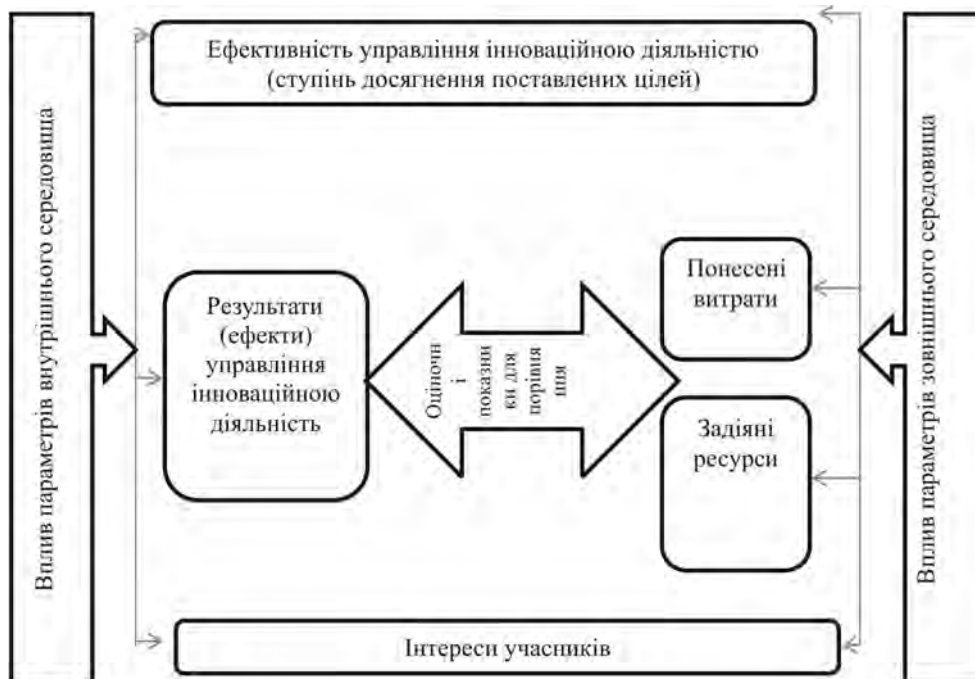 Вплив параметрів внутрішнього середовища
Ефективність управління інноваційною діяльністю
(ступінь досягнення поставлених цілей)
Результати
(ефекти)
управління
інноваційною
діяльність
Оціночн
і
показни
ки для
порівня
ння
Понесені
витрати
Задіяні
ресурси
Інтереси учасників
Вплив параметрів зовнішнього середовища